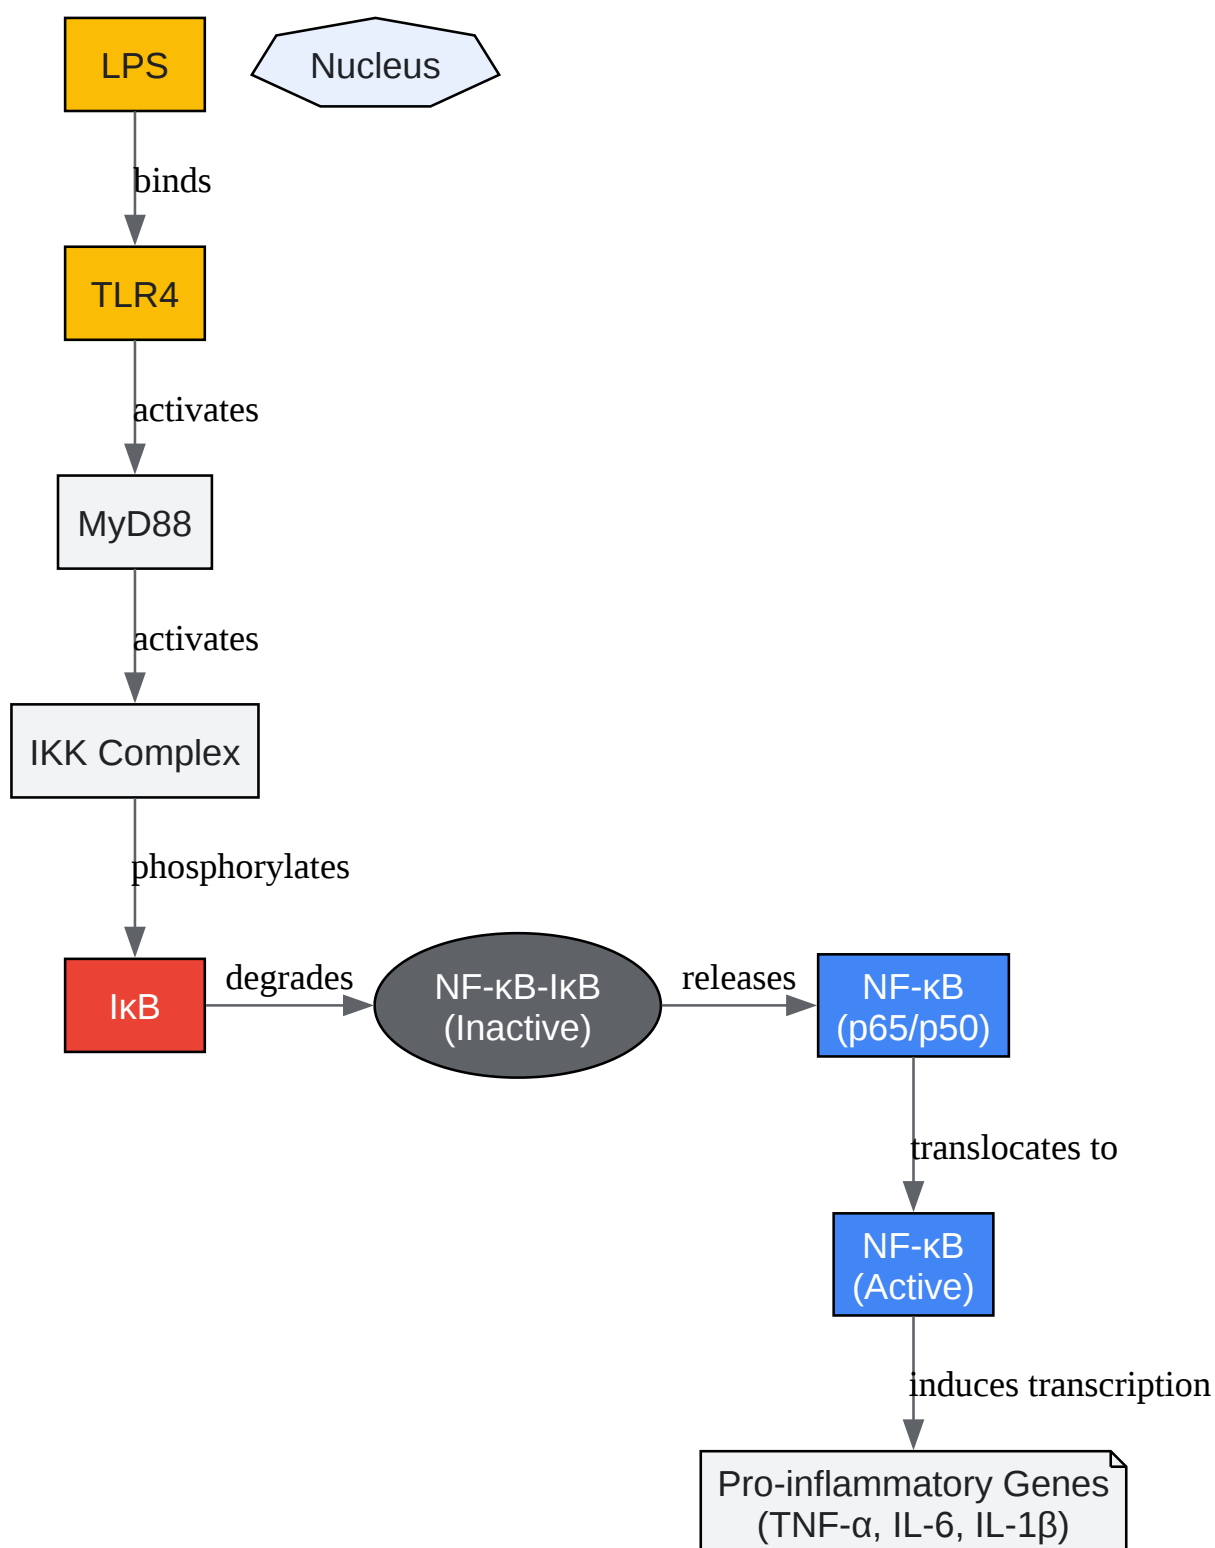 LPS
Nucleus
binds
TLR4
activates
MyD88
activates
IKK Complex
phosphorylates
IκB
degrades
NF-κB-IκB
(Inactive)
releases
NF-κB
(p65/p50)
translocates to
NF-κB
(Active)
induces transcription
Pro-inflammatory Genes
(TNF-α, IL-6, IL-1β)